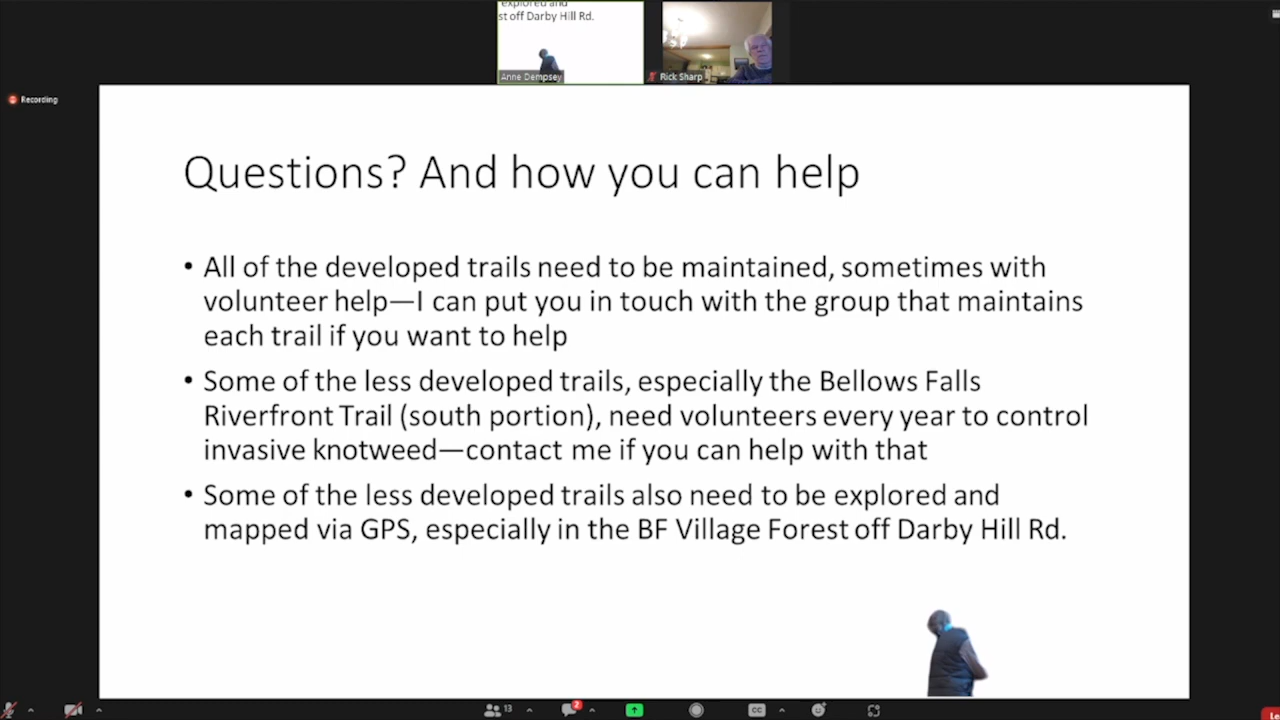 explored and
st off Darby Hill Rd.
Anne Dempsey
Rick Sharp
Recording
Questions? And how you can help
• All of the developed trails need to be maintained, sometimes with
volunteer help—I can put you in touch with the group that maintains
each trail if you want to help
• Some of the less developed trails, especially the Bellows Falls
Riverfront Trail (south portion), need volunteers every year to control
invasive knotweed—contact me if you can help with that
• Some of the less developed trails also need to be explored and
mapped via GPS, especially in the BF Village Forest off Darby Hill Rd.
13
2
CC